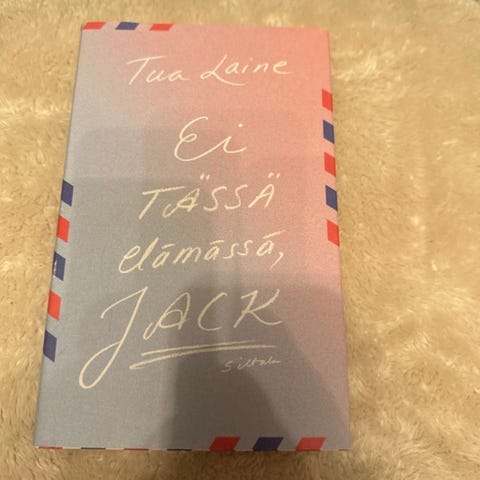 Tua Laine
Ei
TÄSSÄ
elämässä,
JACK
Siltala